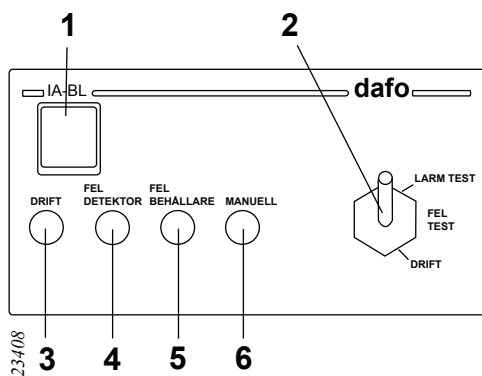 1 2
IA-BL dafo
LARM TEST
FEL
TEST
DRIFT
DRIFT
FEL
DETEKTOR
FEL
BEHÅLLARE
MANUELL
3 4 5 6
23408